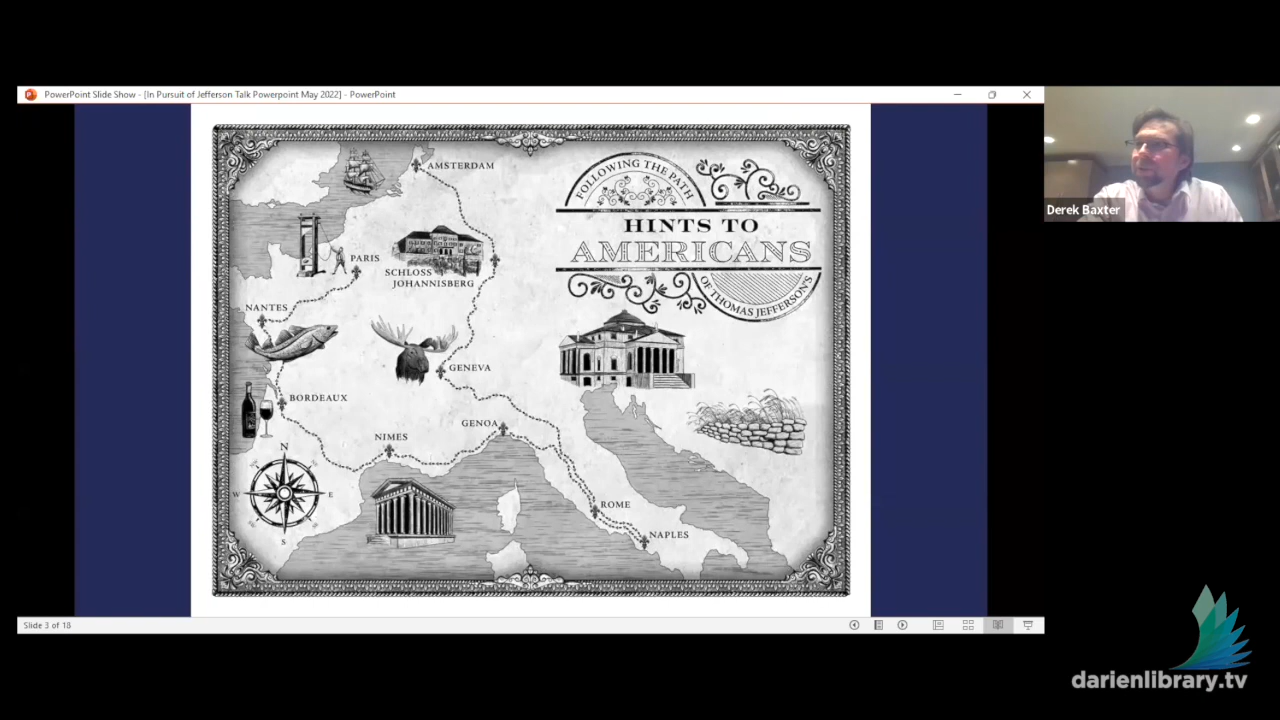 PowerPoint Slide Show - [In Pursuit of Jefferson Talk Powerpoint May 2022] - PowerPoint
Derek Baxter
FOLLOWING THE PATH
HINTS TO
AMERICANS
OF THOMAS JEFFERSON'S
AMSTERDAM
PARIS
SCHLOSS
JOHANNISBERG
NANTES
GENEVA
BORDEAUX
GENOA
NIMES
N
W
E
S
ROME
NAPLES
Slide 3 of 18
darienlibrary.tv